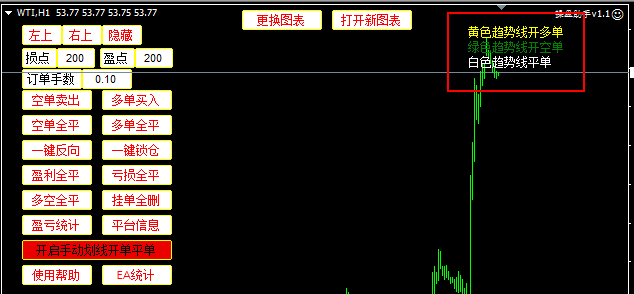 WTI,H1 53.77 53.77 53.75 53.77
操盘助手v1.1
更换图表 打开新图表
左上 右上 隐藏
黄色趋势线开多单
绿色趋势线开空单
白色趋势线平单
损点 200 盈点 200
订单手数 0.10
空单卖出 多单买入
空单全平 多单全平
一键反向 一键锁仓
盈利全平 亏损全平
多空全平 挂单全删
盈亏统计 平台信息
开启手动划线开单平单
使用帮助 EA统计